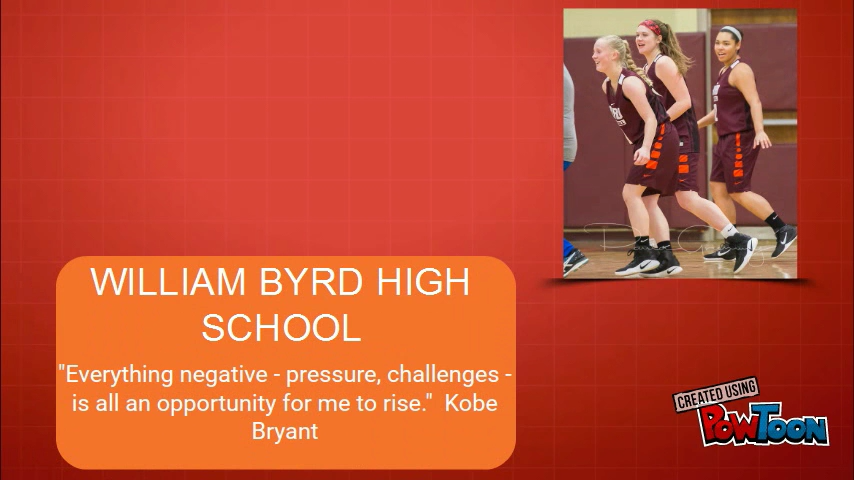 WILLIAM BYRD HIGH
SCHOOL
"Everything negative - pressure, challenges -
is all an opportunity for me to rise."  Kobe
Bryant
CREATED USING
POWTOON